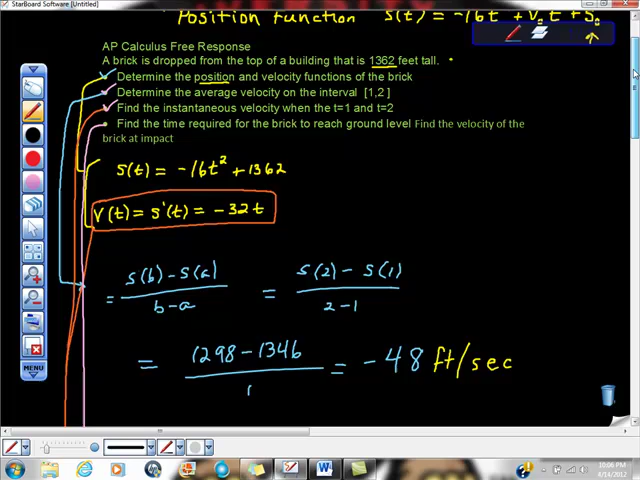 StarBoard Software [Lesson1*]
Position function s(t) = -16t + V₀t + S₀
AP Calculus Free Response
A brick is dropped from the top of a building that is 1362 feet tall.
Determine the position and velocity functions of the brick
Determine the average velocity on the interval [1,2]
Find the instantaneous velocity when the t=1 and t=2
Find the time required for the brick to reach ground level Find the velocity of the
brick at impact
s(t) = -16t² + 1362
v(t) = s'(t) = -32t
= s(b) - s(a) / b-a = s(2) - s(1) / 2-1
= 1298 - 1346 / 1 = -48 ft/sec
MENU
10:06 PM
4/14/2012